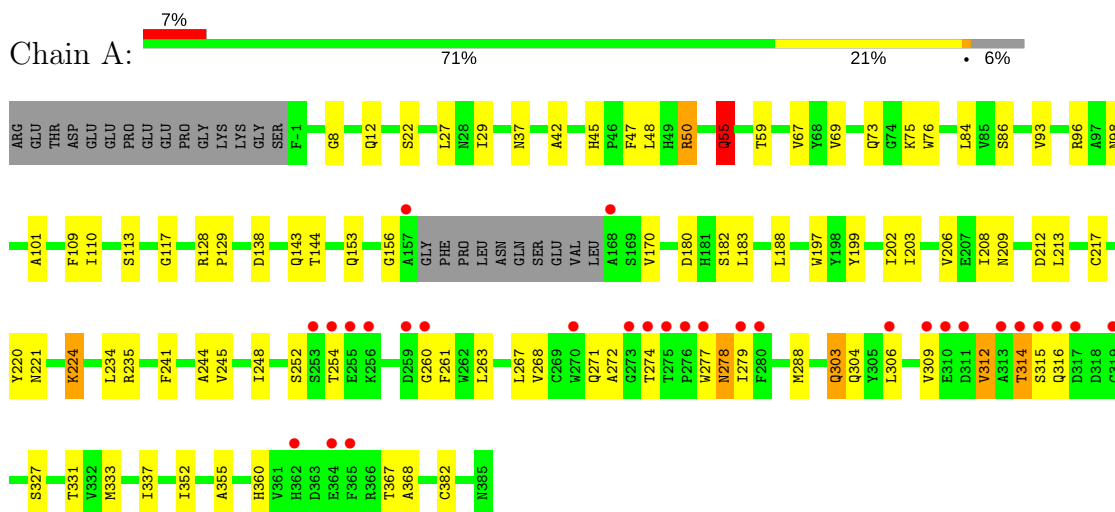 7%
Chain A:
71% 21% • 6%
ARG GLU THR ASP GLU GLU PRO GLU GLU PRO GLY LYS LYS GLY SER F-1 G8 Q12 S22 L27 N28 I29 N37 A42 H45 P46 F47 L48 H49 R50 Q55 T59 V67 Y68 V69 Q73 G74 K75 W76 L84 V85 S86 V93 R96 A97
A101 F109 I110 S113 G117 R128 P129 D138 Q143 T144 Q153 G156 A157 GLY PHE PRO LEU ASN GLN SER GLU VAL LEU A168 S169 V170 D180 H181 S182 L183 L188 W197 Y198 Y199 I202 I203 V206 E207 I208 N209 D212 L213 C217
Y220 N221 K224 L234 R235 F241 A244 V245 I248 S252 S253 T254 E255 K256 D259 G260 F261 W262 L263 L267 V268 C269 W270 Q271 A272 G273 T274 T275 P276 W277 N278 I279 F280 M288 Q303 Q304 Y305 L306 V309 E310 D311 V312 A313 T314 S315 Q316 D317 D318
S327 T331 V332 M333 I337 I352 A355 H360 V361 H362 D363 E364 F365 R366 T367 A368 C382 N385